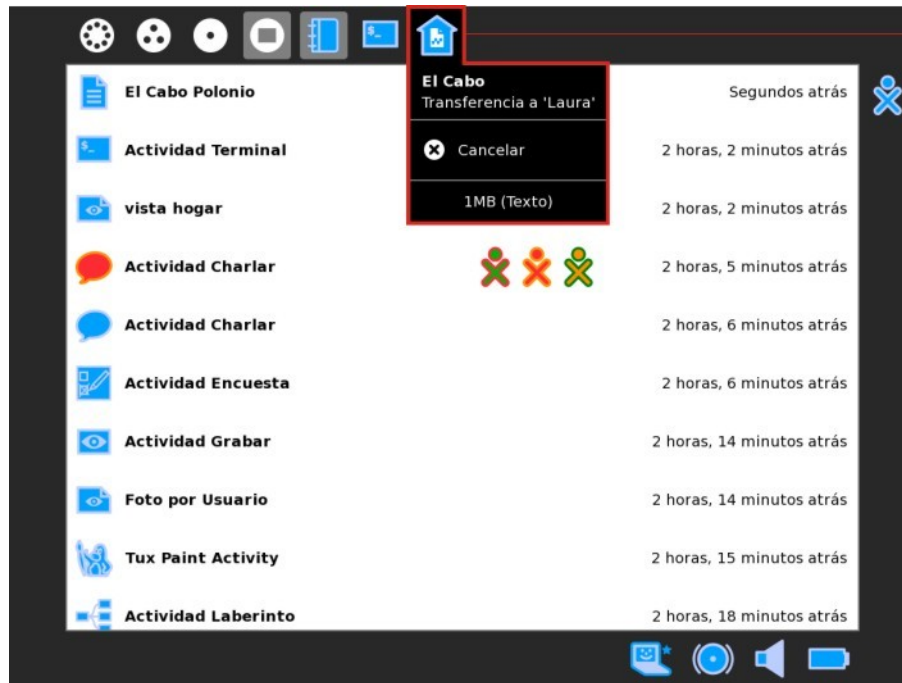 $_
El Cabo
Transferencia a 'Laura'
Cancelar
1MB (Texto)
El Cabo Polonio Segundos atrás
$_ Actividad Terminal 2 horas, 2 minutos atrás
vista hogar 2 horas, 2 minutos atrás
Actividad Charlar 2 horas, 5 minutos atrás
Actividad Charlar 2 horas, 6 minutos atrás
Actividad Encuesta 2 horas, 6 minutos atrás
Actividad Grabar 2 horas, 14 minutos atrás
Foto por Usuario 2 horas, 14 minutos atrás
Tux Paint Activity 2 horas, 15 minutos atrás
Actividad Laberinto 2 horas, 18 minutos atrás